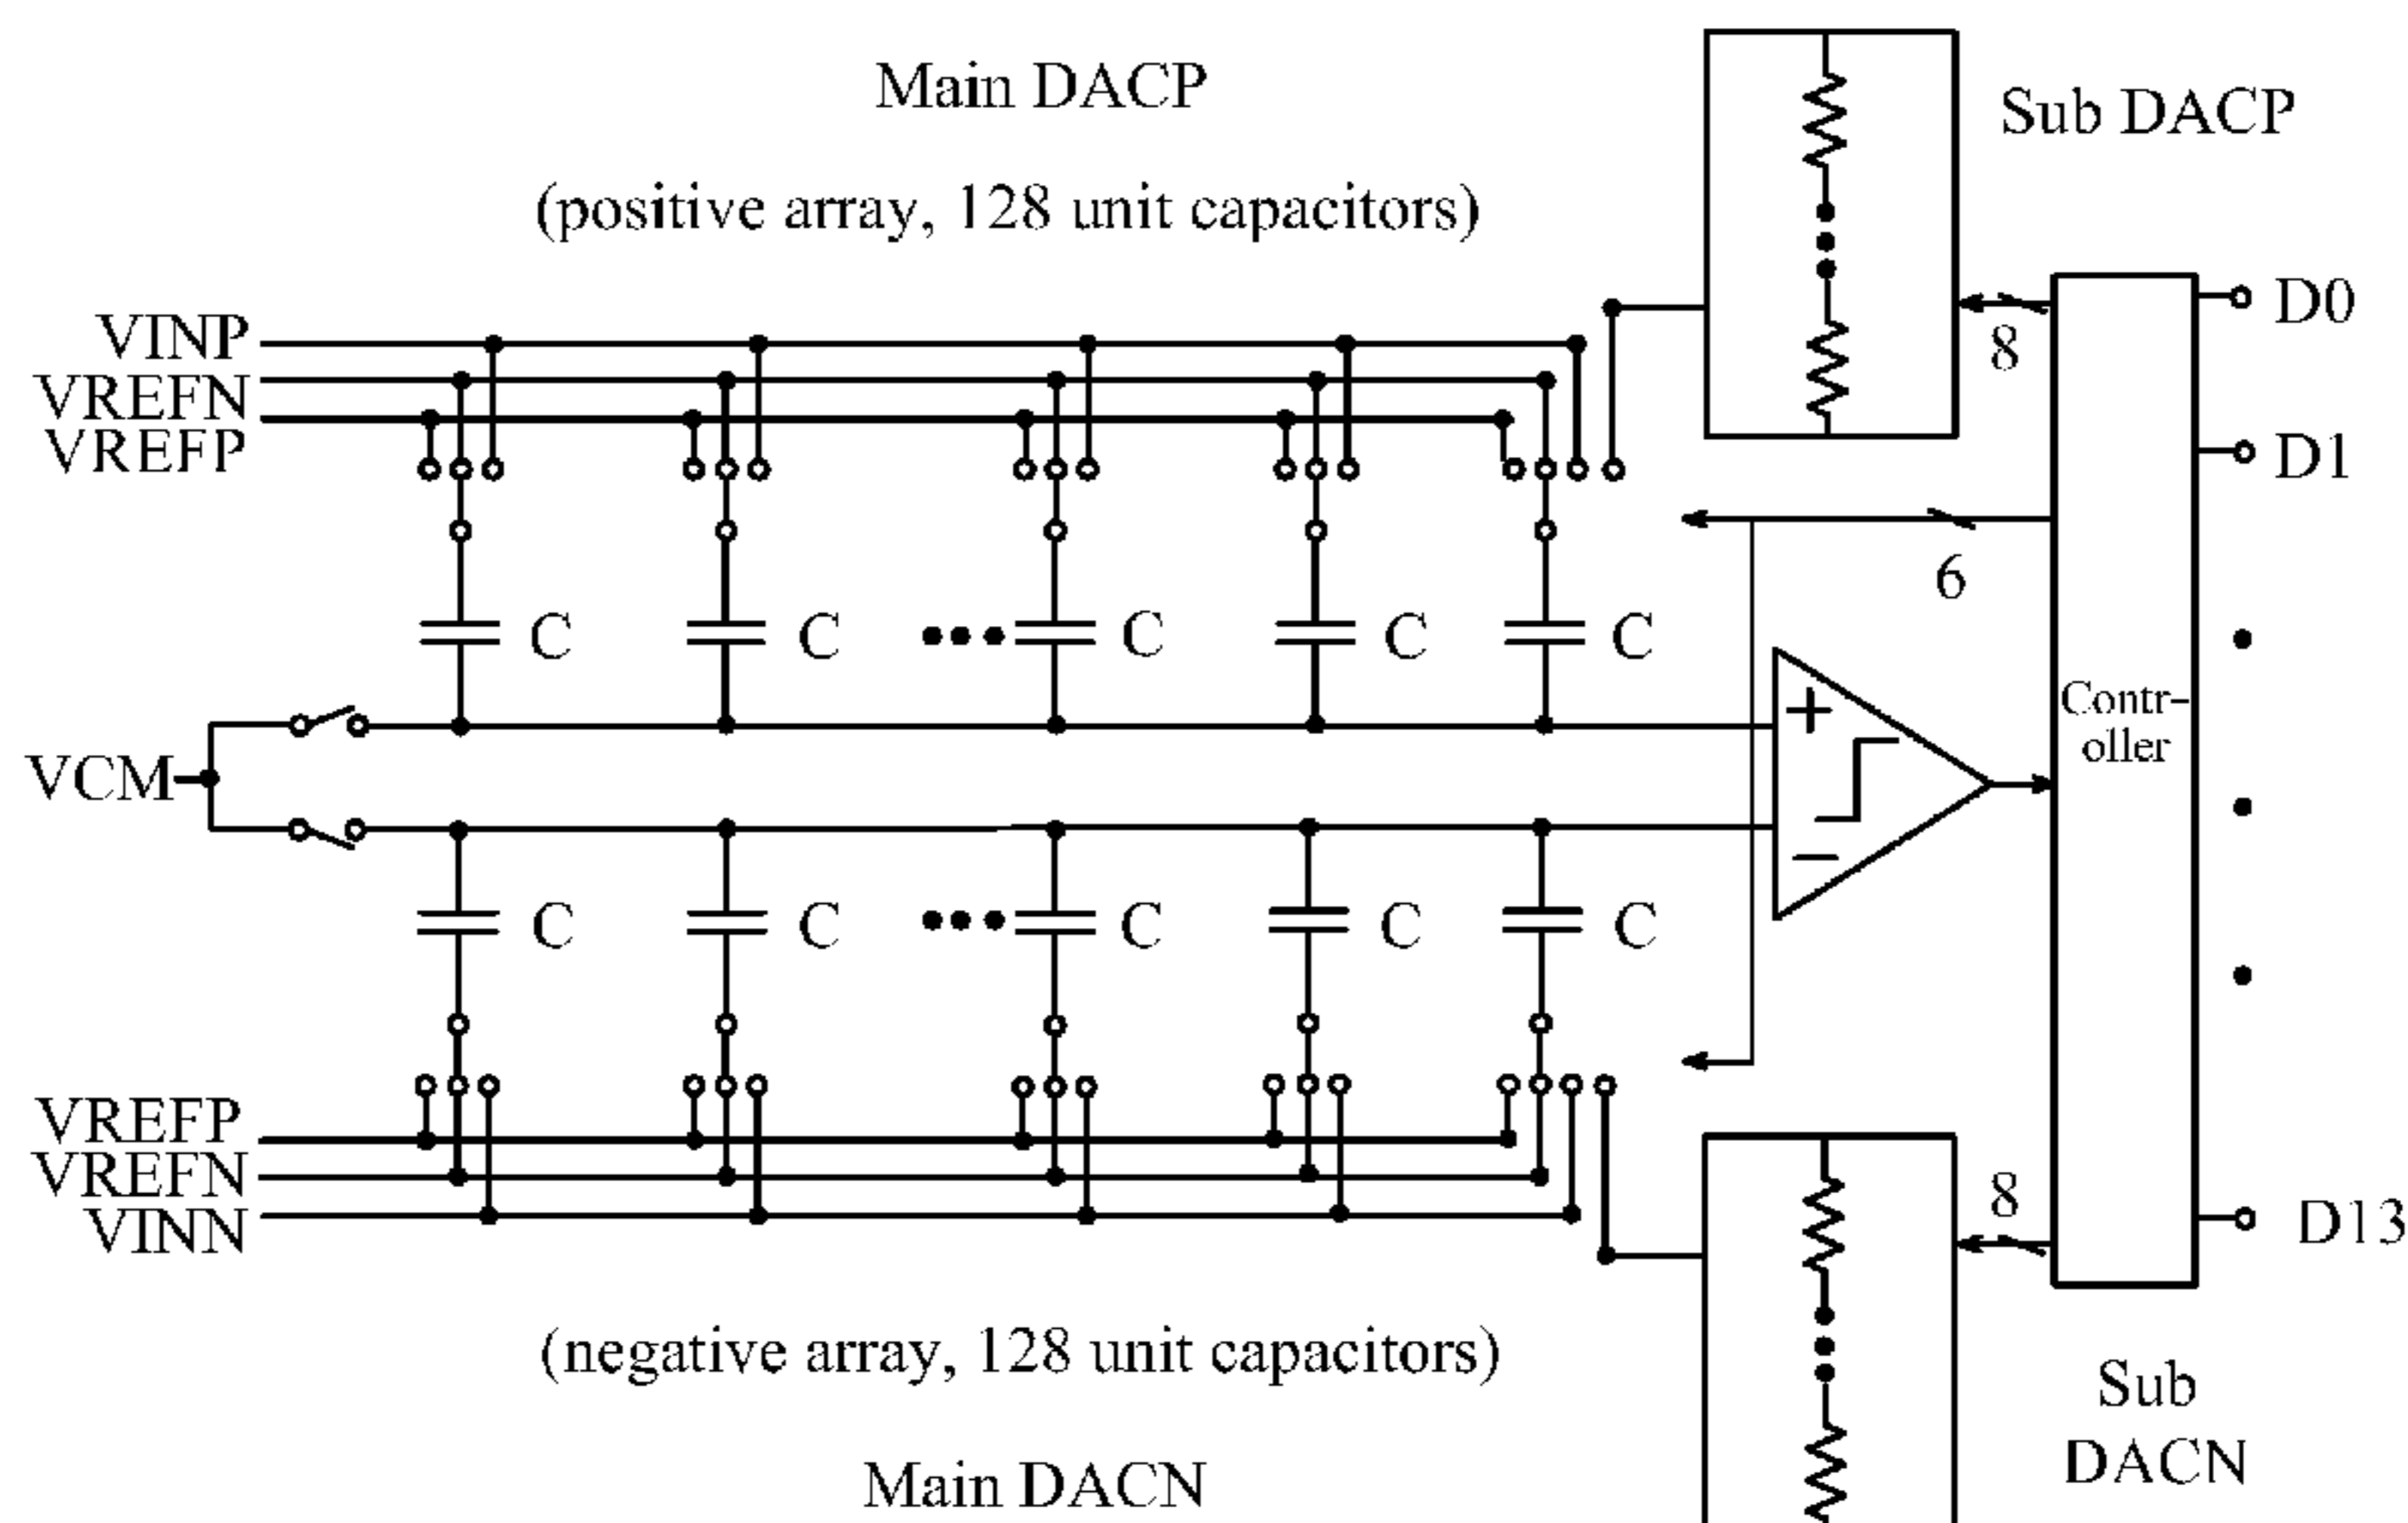 Main DACP
Sub DACP
(positive array, 128 unit capacitors)
VINP
VREFN
VREFP
8
D0
D1
6
C
C
C
C
C
+
Contr-
oller
VCM
−
C
C
C
C
C
VREFP
VREFN
VINN
8
D13
(negative array, 128 unit capacitors)
Sub
DACN
Main DACN